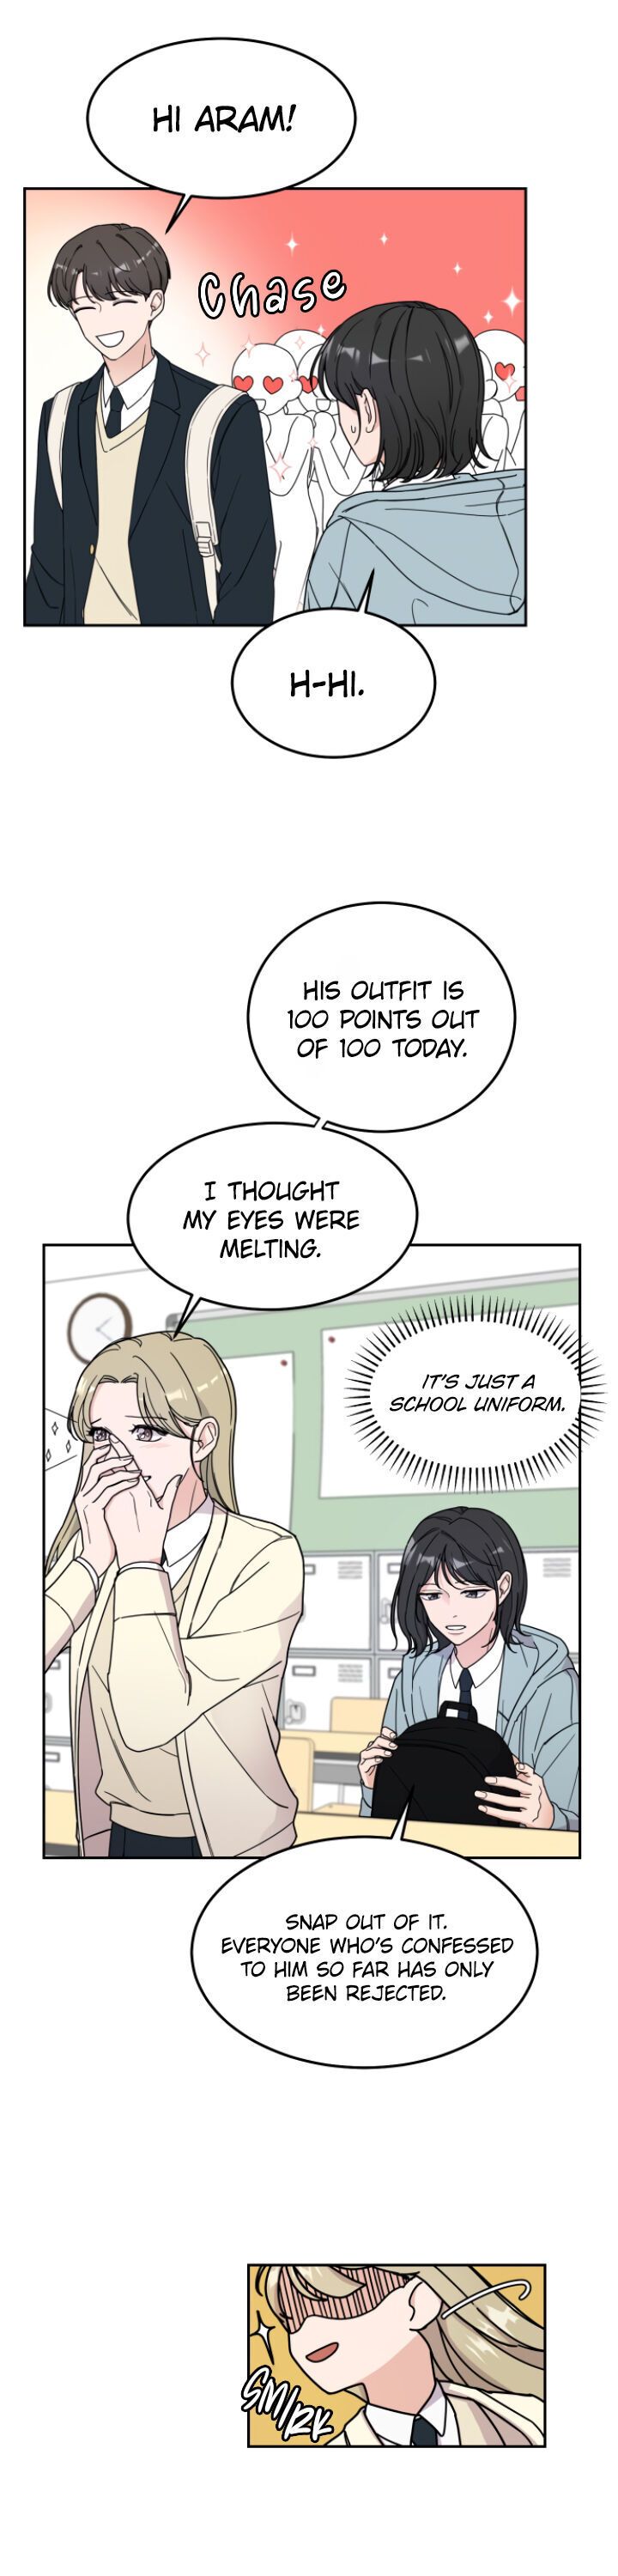 HI ARAM!
Chase
H-HI.
HIS OUTFIT IS
100 POINTS OUT
OF 100 TODAY.
I THOUGHT
MY EYES WERE
MELTING.
IT'S JUST A
SCHOOL UNIFORM.
SNAP OUT OF IT.
EVERYONE WHO'S CONFESSED
TO HIM SO FAR HAS ONLY
BEEN REJECTED.
SMIRK